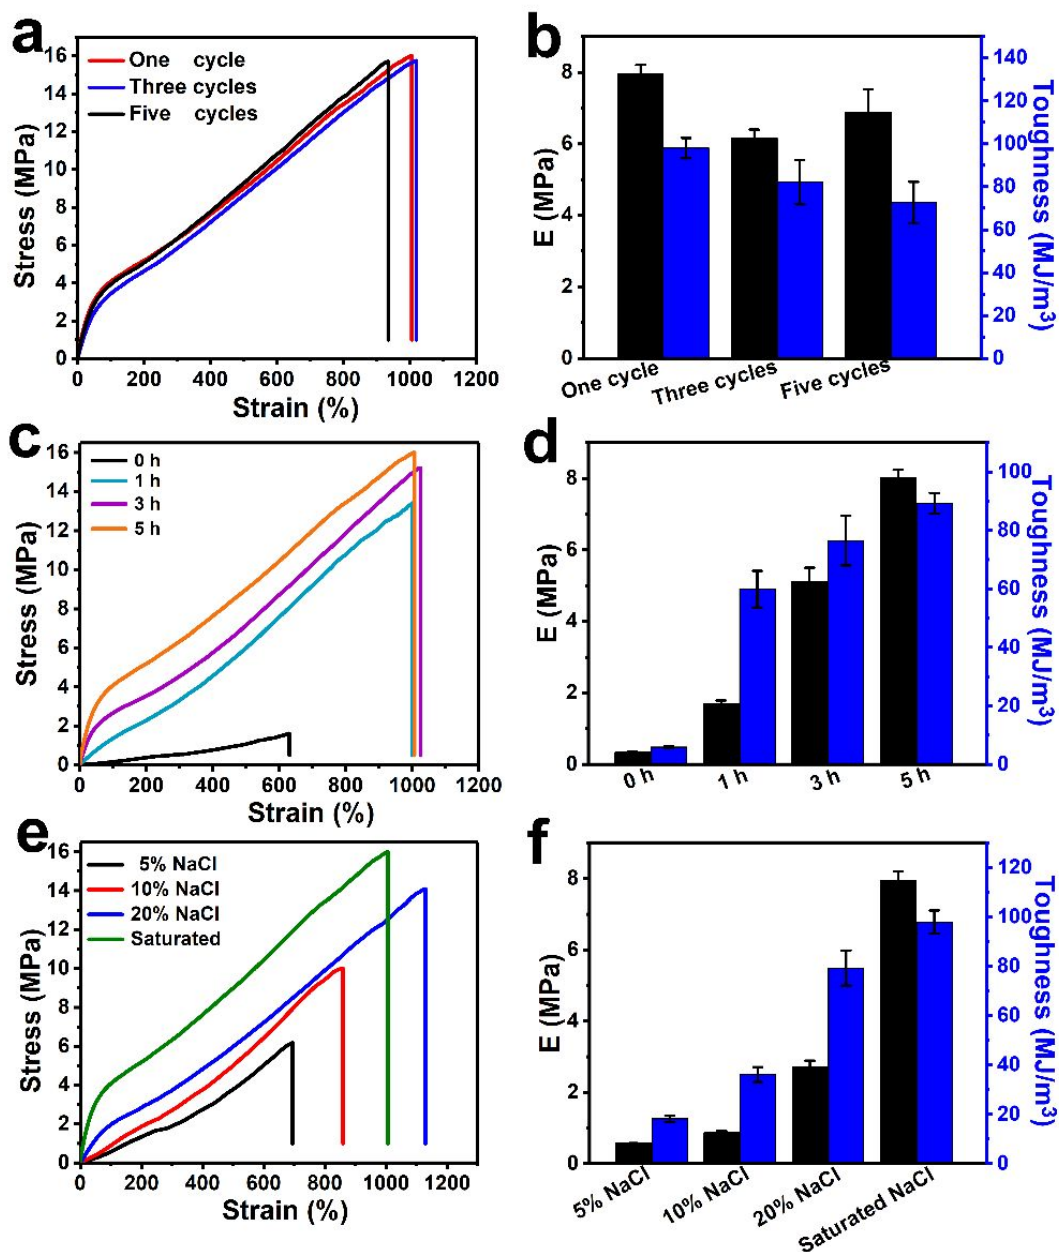 a
16
14
12
10
8
6
4
2
0
Stress (MPa)
One cycle
Three cycles
Five cycles
0 200 400 600 800 1000 1200
Strain (%)
b
8
6
4
2
0
E (MPa)
One cycle Three cycles Five cycles
140
120
100
80
60
40
20
0
Toughness (MJ/m³)
c
16
14
12
10
8
6
4
2
0
Stress (MPa)
0 h
1 h
3 h
5 h
0 200 400 600 800 1000 1200
Strain (%)
d
8
6
4
2
0
E (MPa)
0 h 1 h 3 h 5 h
100
80
60
40
20
0
Toughness (MJ/m³)
e
16
14
12
10
8
6
4
2
0
Stress (MPa)
5% NaCl
10% NaCl
20% NaCl
Saturated
0 200 400 600 800 1000 1200
Strain (%)
f
8
6
4
2
0
E (MPa)
5% NaCl 10% NaCl 20% NaCl Saturated NaCl
120
100
80
60
40
20
0
Toughness (MJ/m³)